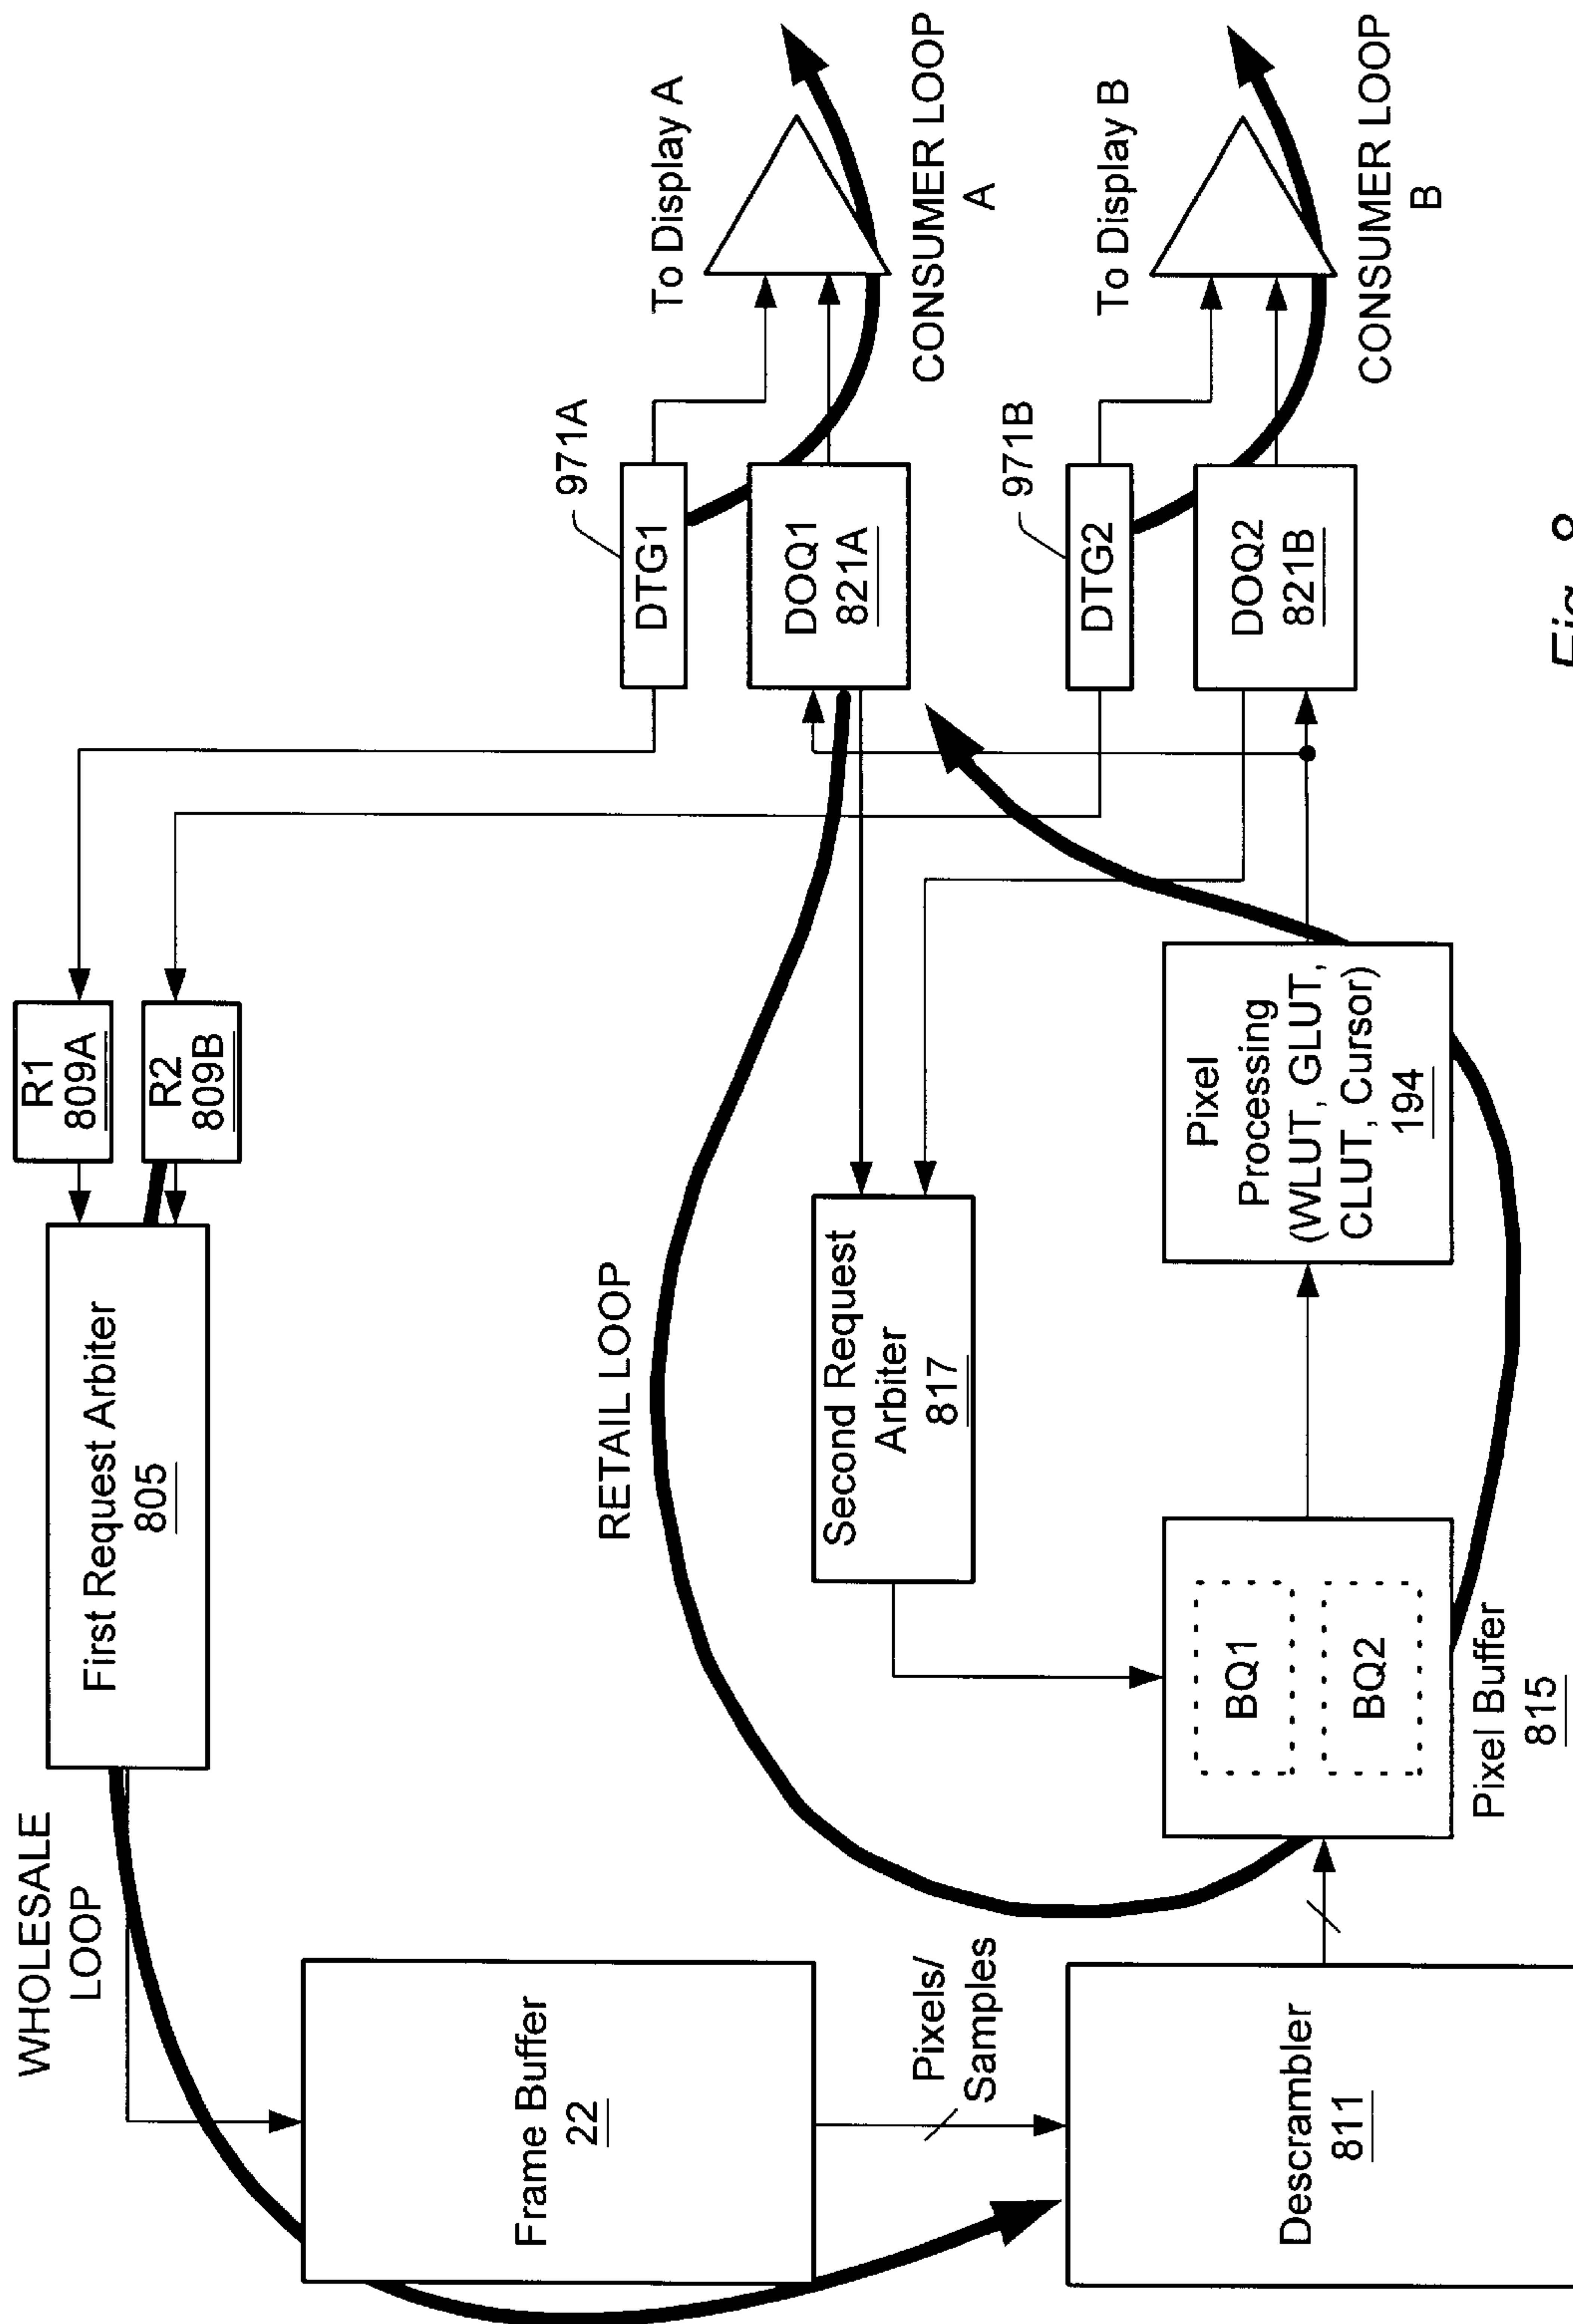 WHOLESALE
LOOP
First Request Arbiter
805
R1
809A
R2
809B
Frame Buffer
22
Pixels/
Samples
Descrambler
811
RETAIL LOOP
Second Request
Arbiter
817
BQ1
BQ2
Pixel Buffer
815
Pixel
Processing
(WLUT, GLUT,
CLUT, Cursor)
194
DTG1
971A
DOQ1
821A
To Display A
CONSUMER LOOP
A
DTG2
971B
DOQ2
821B
To Display B
CONSUMER LOOP
B
Fig.